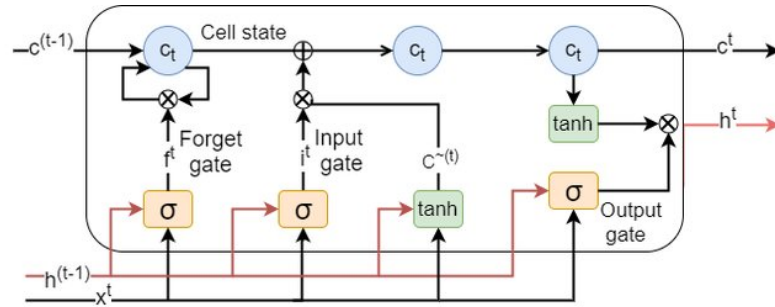 c(t-1)
ct
Cell state
ct
ct
ct
tanh
ht
ft
Forget
gate
it
Input
gate
C~(t)
σ
σ
tanh
σ
Output
gate
h(t-1)
xt